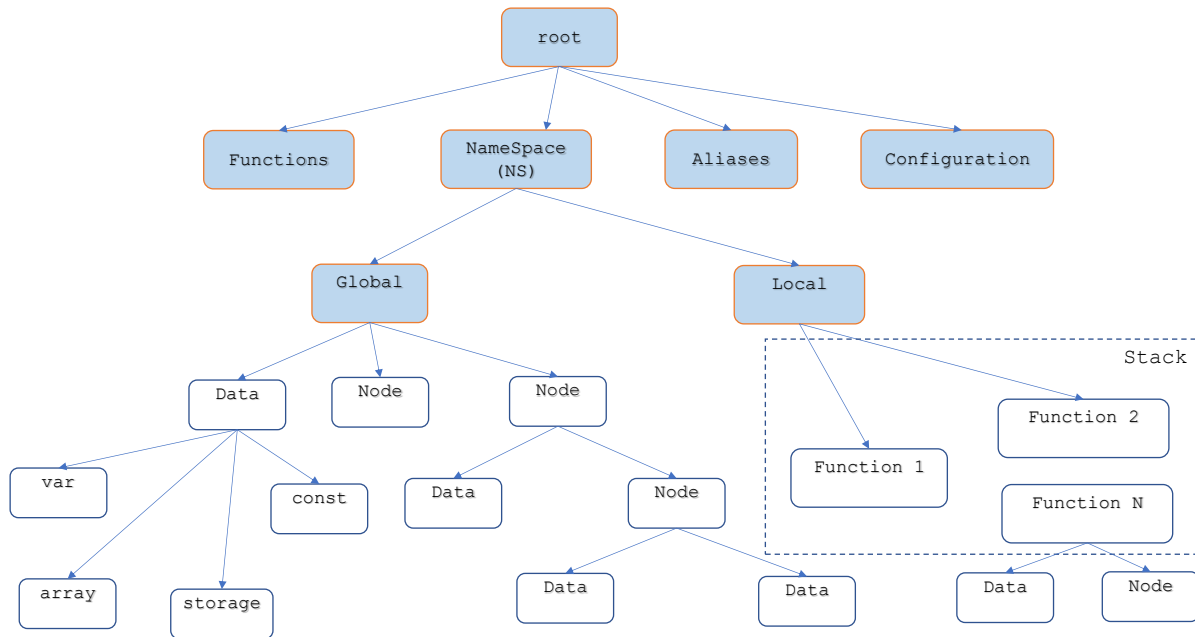 root
Functions
NameSpace
(NS)
Aliases
Configuration
Global
Local
Stack
Data
Node
Node
Function 2
Function 1
var
const
Data
Node
Function N
array
storage
Data
Data
Data
Node